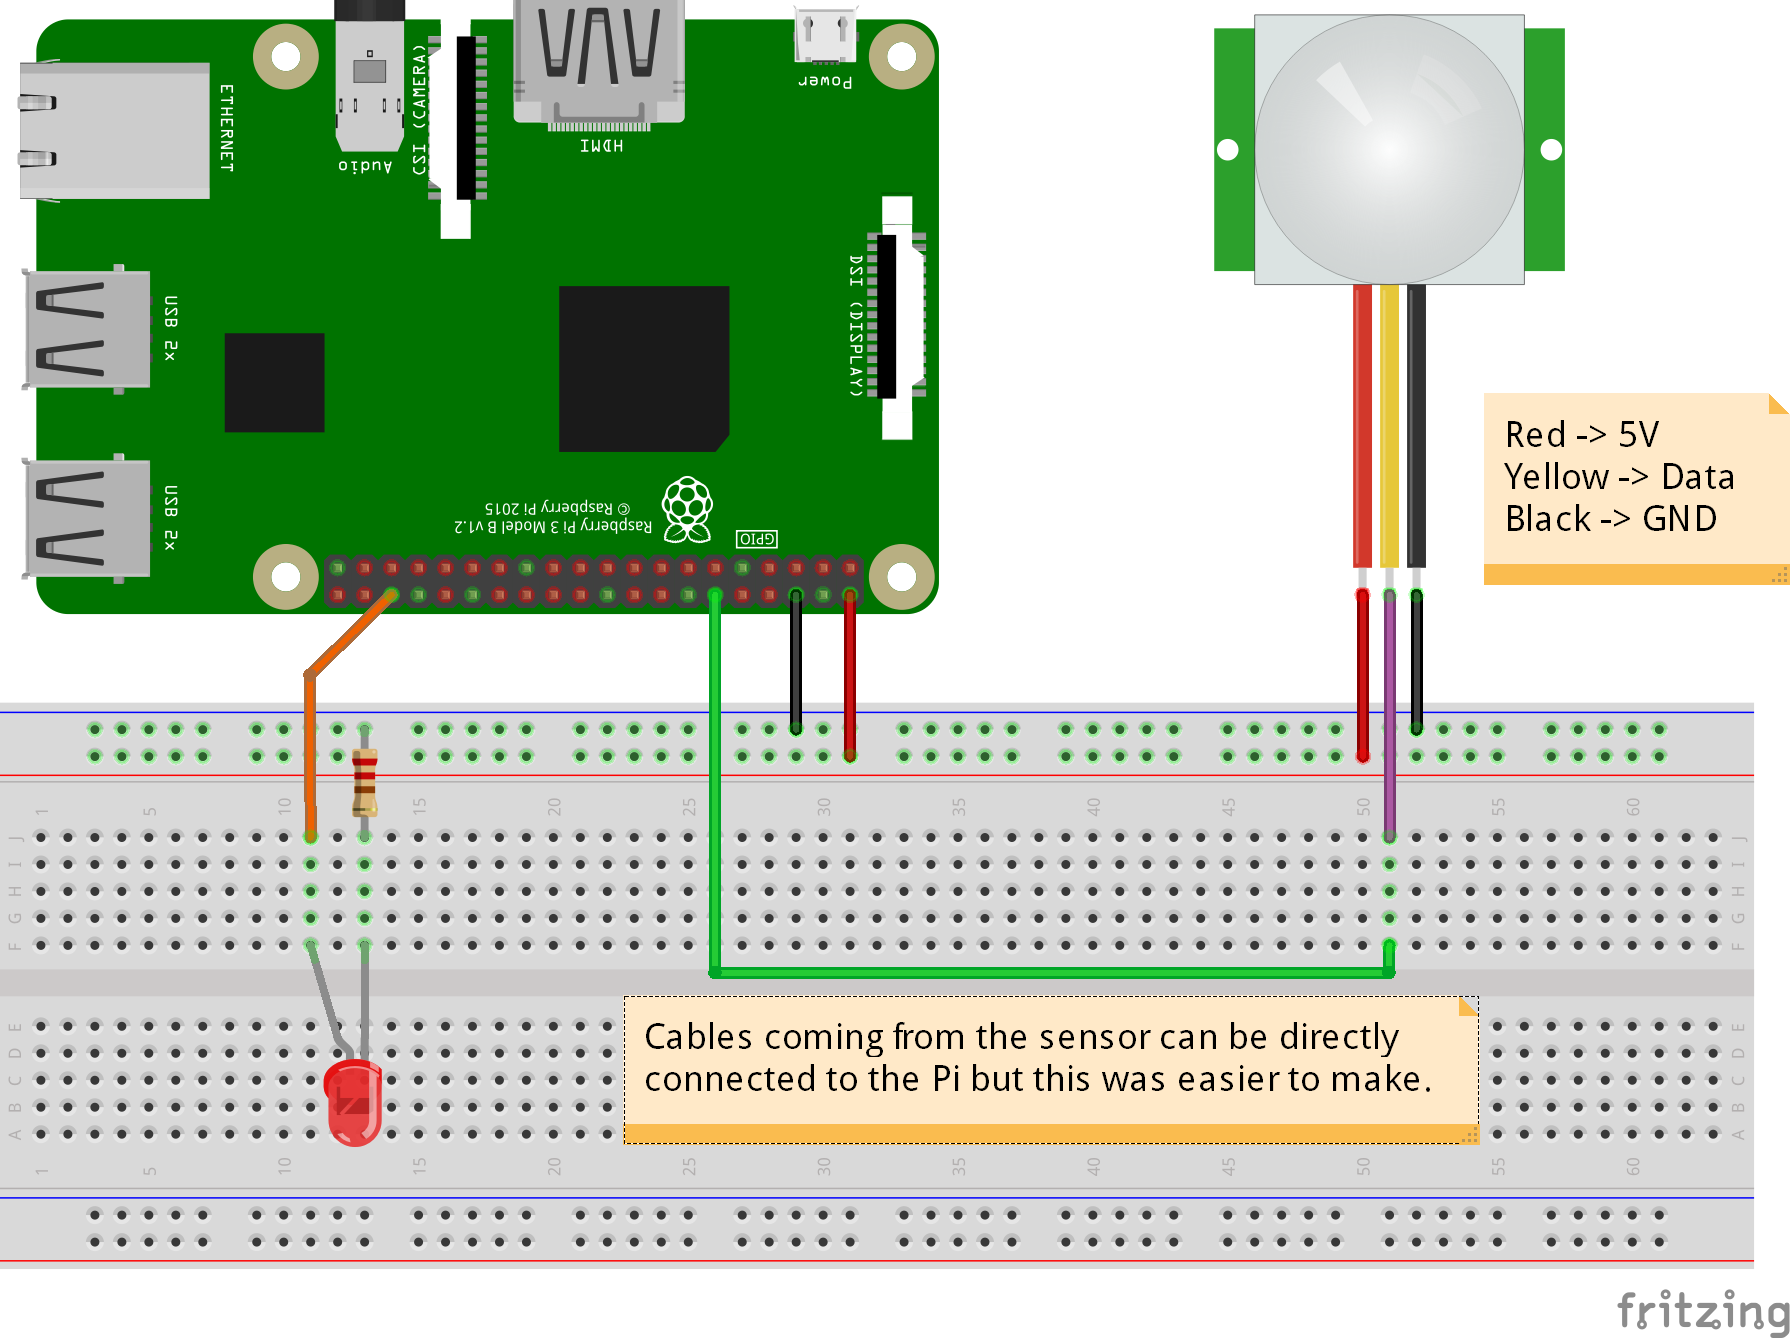 ETHERNET
Audio
CSI (CAMERA)
HDMI
Power
DSI (DISPLAY)
USB 2x
USB 2x
© Raspberry Pi 2015
Raspberry Pi 3 Model B v1.2
GPIO
Red -> 5V
Yellow -> Data
Black -> GND
1 5 10 15 20 25 30 35 40 45 50 55 60
J J
I I
H H
G G
F F
Cables coming from the sensor can be directly
connected to the Pi but this was easier to make.
E E
D D
C C
B B
A A
1 5 10 15 20 25 30 35 40 45 50 55 60
fritzing